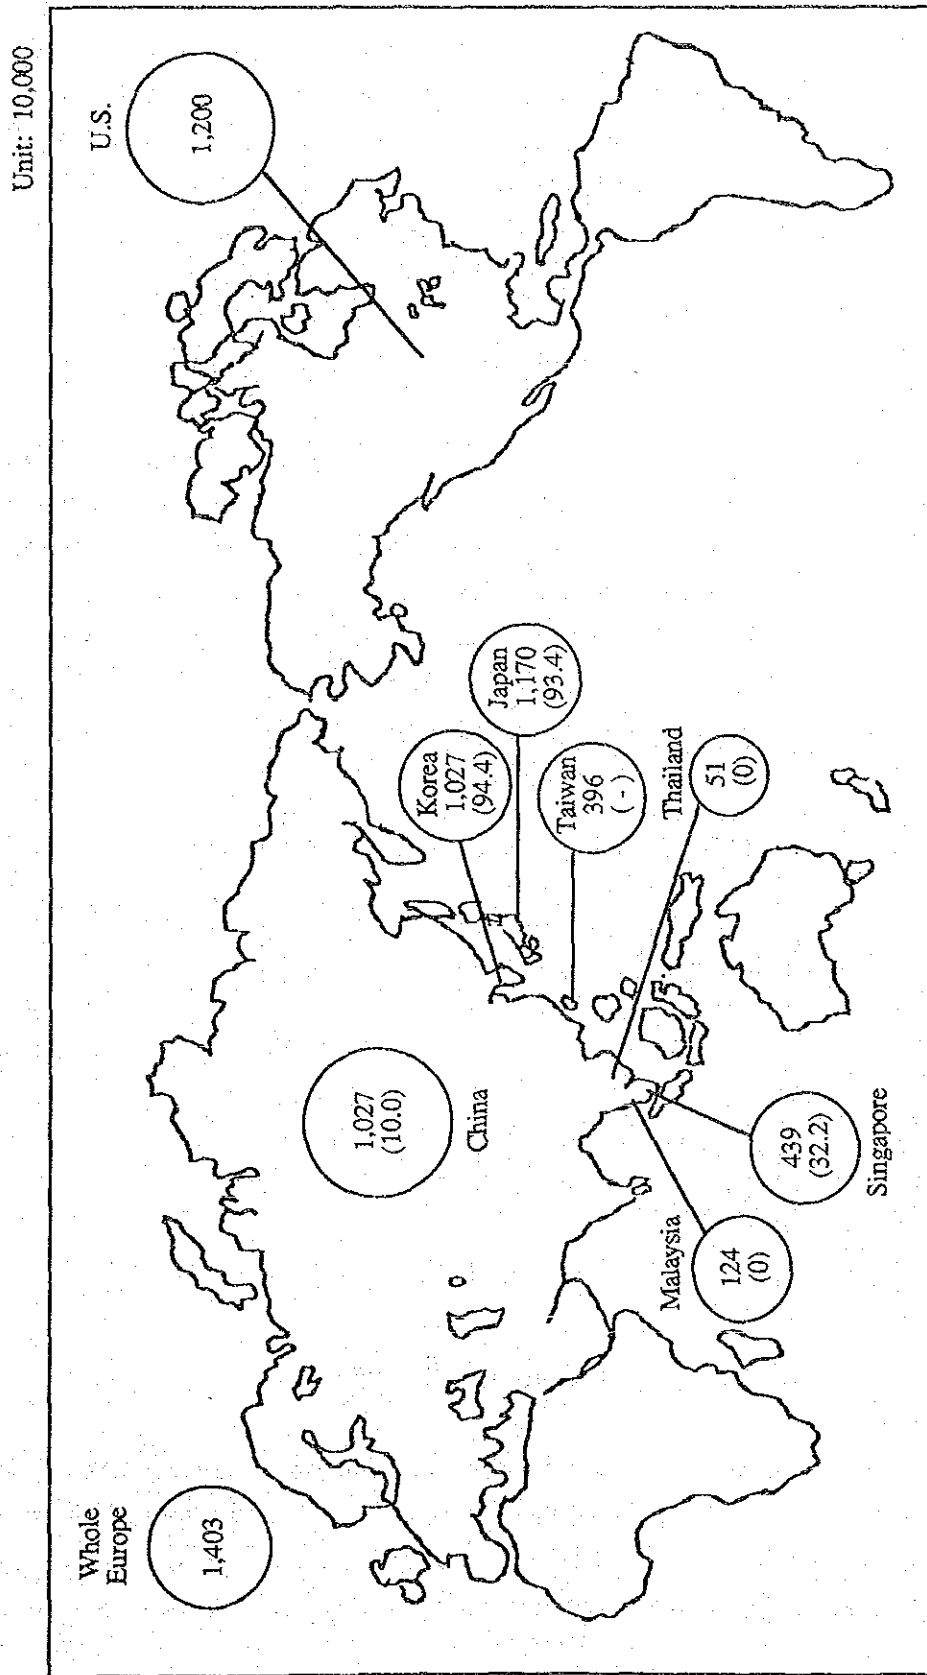 Unit: 10,000
Whole
Europe
1,403
U.S.
1,200
1,027
(10.0)
China
Korea
1,027
(94.4)
Japan
1,170
(93.4)
Taiwan
396
( - )
Thailand
51
(0)
Malaysia
124
(0)
439
(32.2)
Singapore